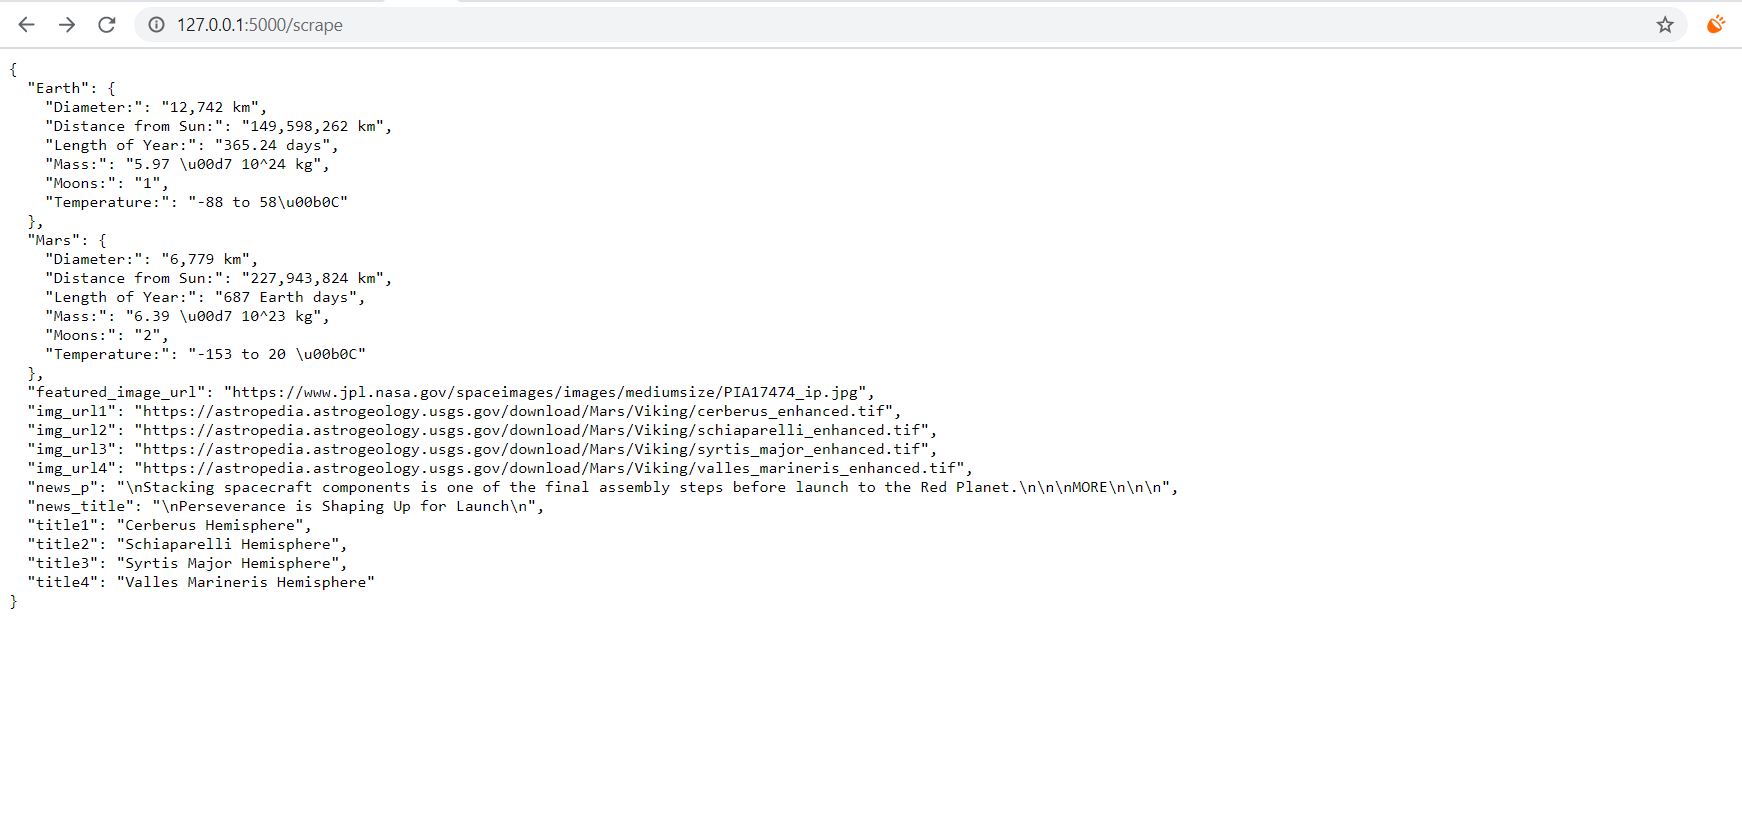 127.0.0.1:5000/scrape
{
  "Earth": {
    "Diameter:": "12,742 km",
    "Distance from Sun:": "149,598,262 km",
    "Length of Year:": "365.24 days",
    "Mass:": "5.97 \u00d7 10^24 kg",
    "Moons:": "1",
    "Temperature:": "-88 to 58\u00b0C"
  },
  "Mars": {
    "Diameter:": "6,779 km",
    "Distance from Sun:": "227,943,824 km",
    "Length of Year:": "687 Earth days",
    "Mass:": "6.39 \u00d7 10^23 kg",
    "Moons:": "2",
    "Temperature:": "-153 to 20 \u00b0C"
  },
  "featured_image_url": "https://www.jpl.nasa.gov/spaceimages/images/mediumsize/PIA17474_ip.jpg",
  "img_url1": "https://astropedia.astrogeology.usgs.gov/download/Mars/Viking/cerberus_enhanced.tif",
  "img_url2": "https://astropedia.astrogeology.usgs.gov/download/Mars/Viking/schiaparelli_enhanced.tif",
  "img_url3": "https://astropedia.astrogeology.usgs.gov/download/Mars/Viking/syrtis_major_enhanced.tif",
  "img_url4": "https://astropedia.astrogeology.usgs.gov/download/Mars/Viking/valles_marineris_enhanced.tif",
  "news_p": "\nStacking spacecraft components is one of the final assembly steps before launch to the Red Planet.\n\n\nMORE\n\n\n",
  "news_title": "\nPerseverance is Shaping Up for Launch\n",
  "title1": "Cerberus Hemisphere",
  "title2": "Schiaparelli Hemisphere",
  "title3": "Syrtis Major Hemisphere",
  "title4": "Valles Marineris Hemisphere"
}